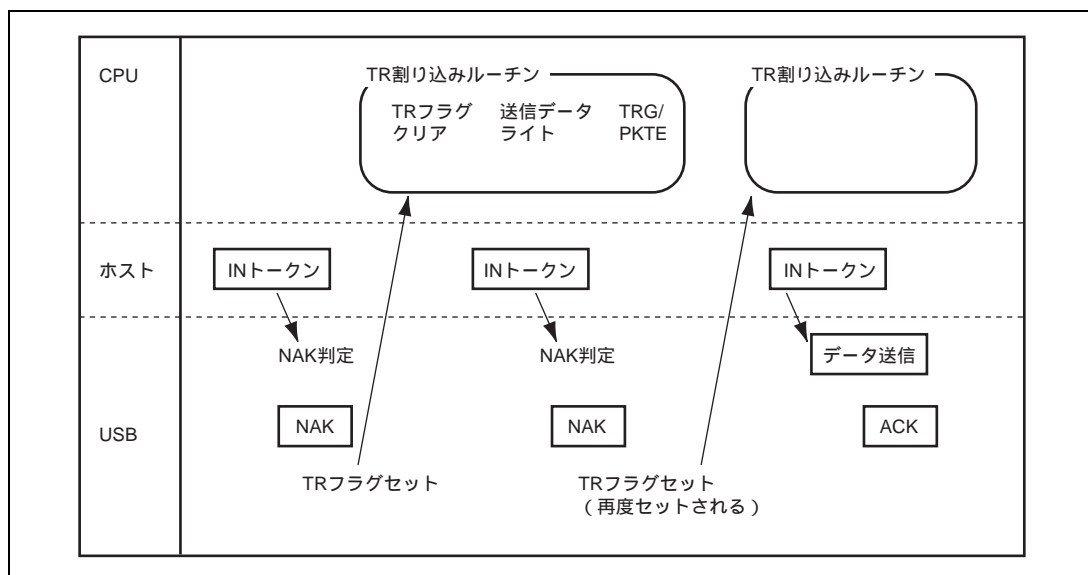 CPU
TR割り込みルーチン
TRフラグ
クリア
送信データ
ライト
TRG/
PKTE
TR割り込みルーチン
ホスト
INトークン
INトークン
INトークン
NAK判定
NAK判定
データ送信
USB
NAK
NAK
ACK
TRフラグセット
TRフラグセット
（再度セットされる）